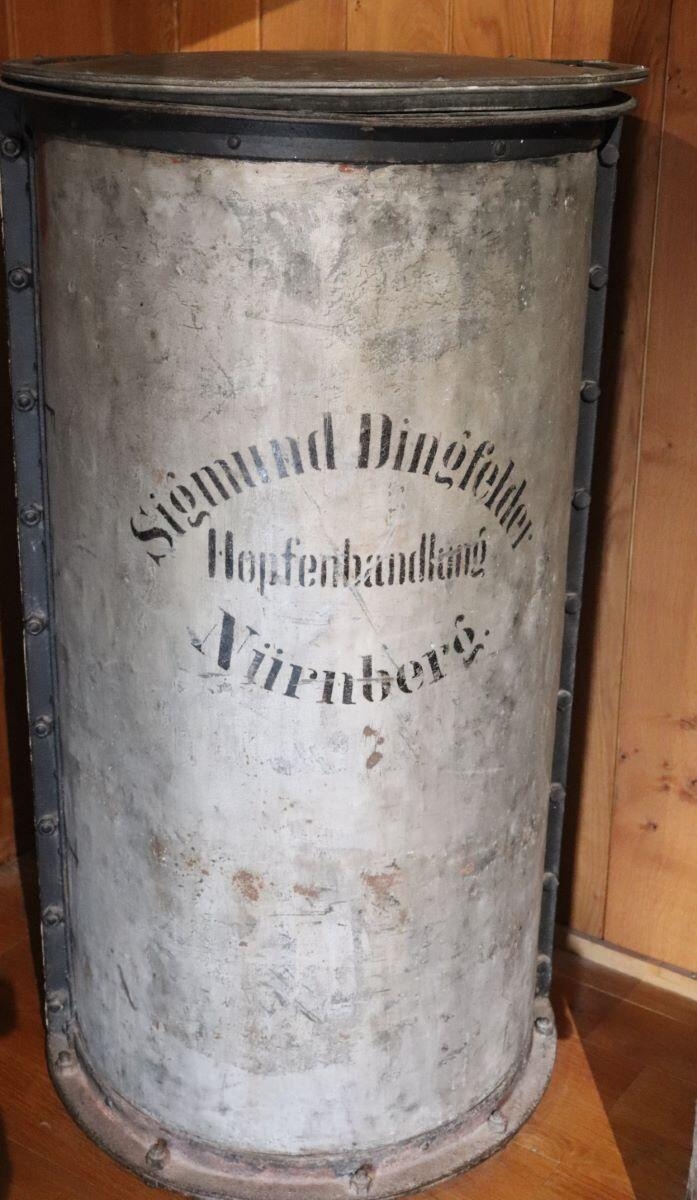 Sigmund Dingfelder
Hopfenhandlung
Nürnberg.